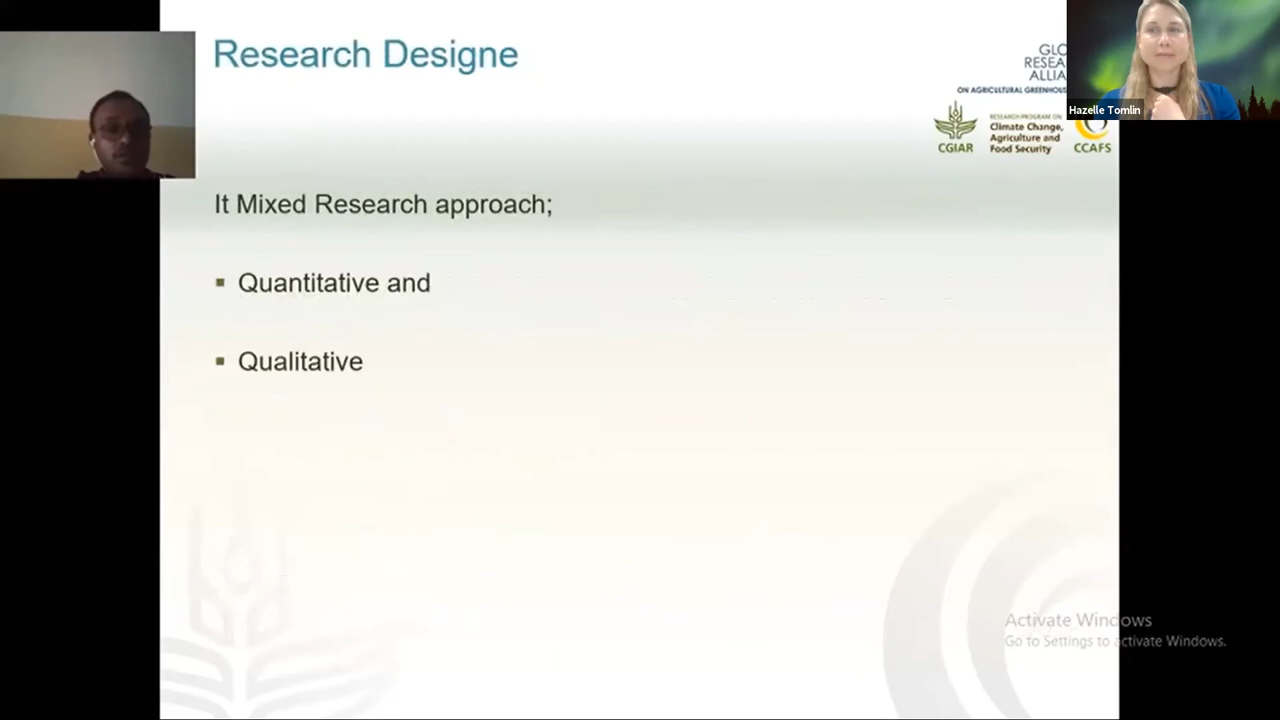 Research Designe
GLO
RESEA
ALLIA
ON AGRICULTURAL GREENHOUS
Hazelle Tomlin
CGIAR
RESEARCH PROGRAM ON
Climate Change,
Agriculture and
Food Security
CCAFS
It Mixed Research approach;
Quantitative and
Qualitative
Activate Windows
Go to Settings to activate Windows.